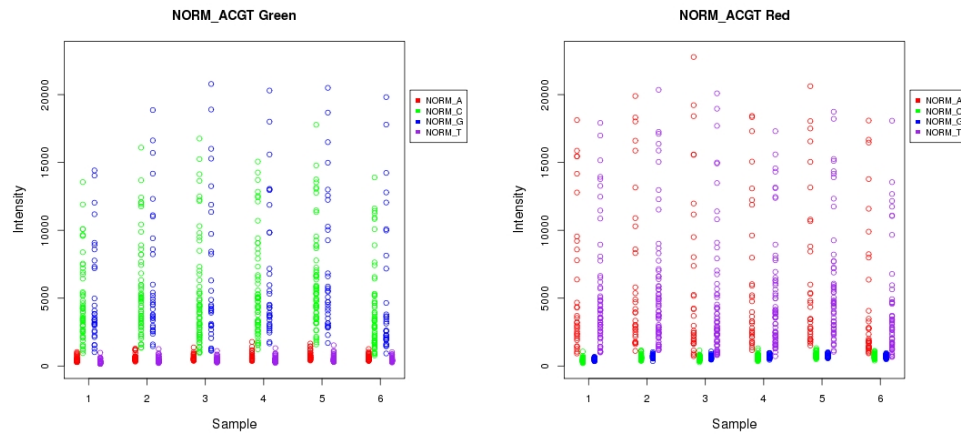 NORM_ACGT Green
Intensity
20000
15000
10000
5000
0
1 2 3 4 5 6
Sample
NORM_A
NORM_C
NORM_G
NORM_T
NORM_ACGT Red
Intensity
20000
15000
10000
5000
0
1 2 3 4 5 6
Sample
NORM_A
NORM_C
NORM_G
NORM_T